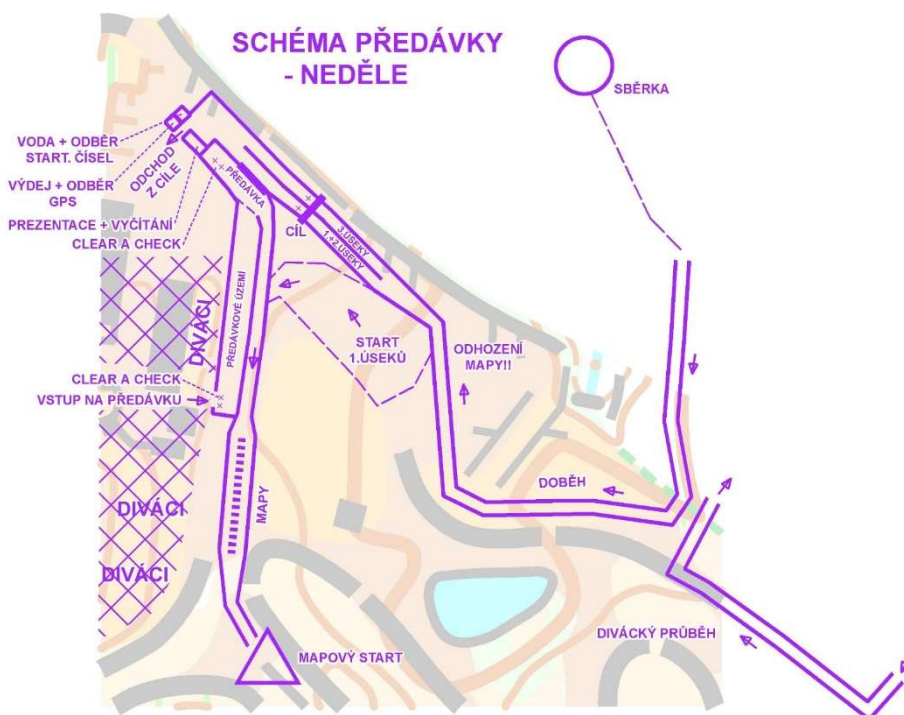 SCHÉMA PŘEDÁVKY
- NEDĚLE
SBĚRKA
VODA + ODBĚR
START. ČÍSEL
VÝDEJ + ODBĚR
GPS
PREZENTACE + VYČÍTÁNÍ
CLEAR A CHECK
ODCHOD
Z CÍLE
PŘEDÁVKA
CÍL
3.ÚSEKY
1.+2.ÚSEKY
DIVÁCI
PŘEDÁVKOVÉ ÚZEMÍ
START
1.ÚSEKŮ
ODHOZENÍ
MAPY!!
CLEAR A CHECK
VSTUP NA PŘEDÁVKU
MAPY
DOBĚH
DIVÁCI
DIVÁCI
MAPOVÝ START
DIVÁCKÝ PRŮBĚH